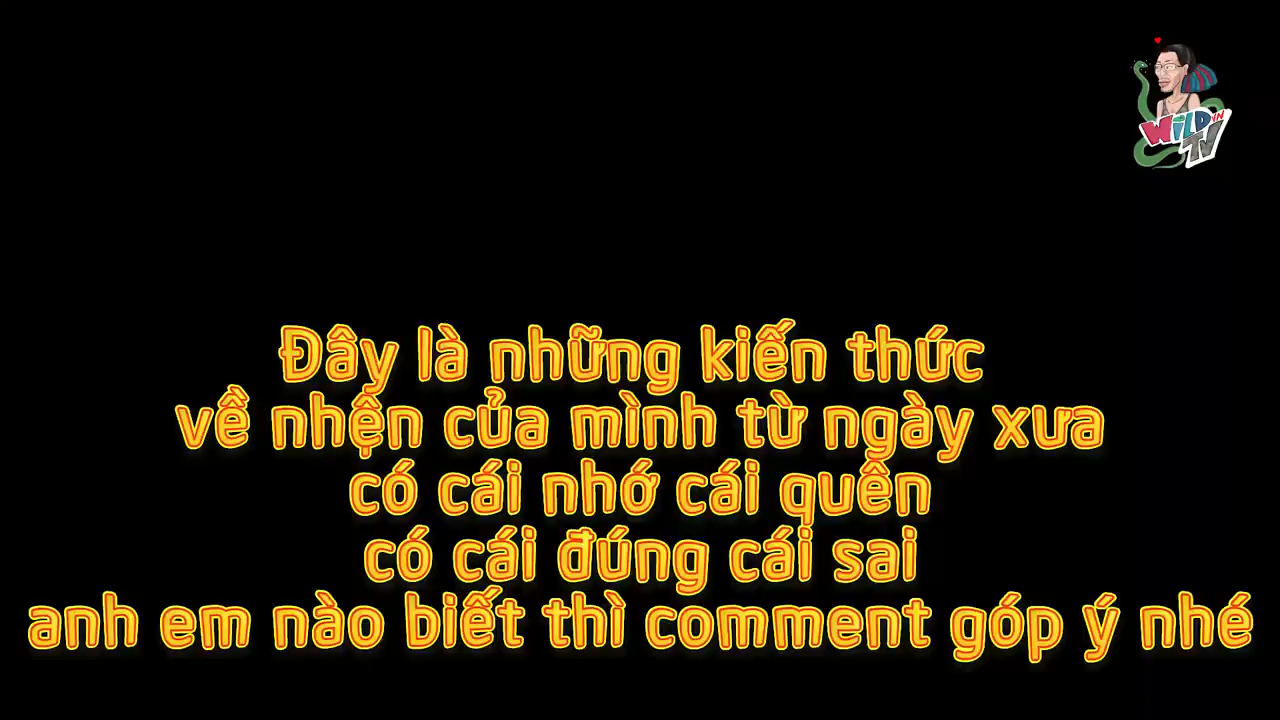 WiLD VN
TV
Đây là những kiến thức
về nhện của mình từ ngày xưa
có cái nhớ cái quên
có cái đúng cái sai
anh em nào biết thì comment góp ý nhé